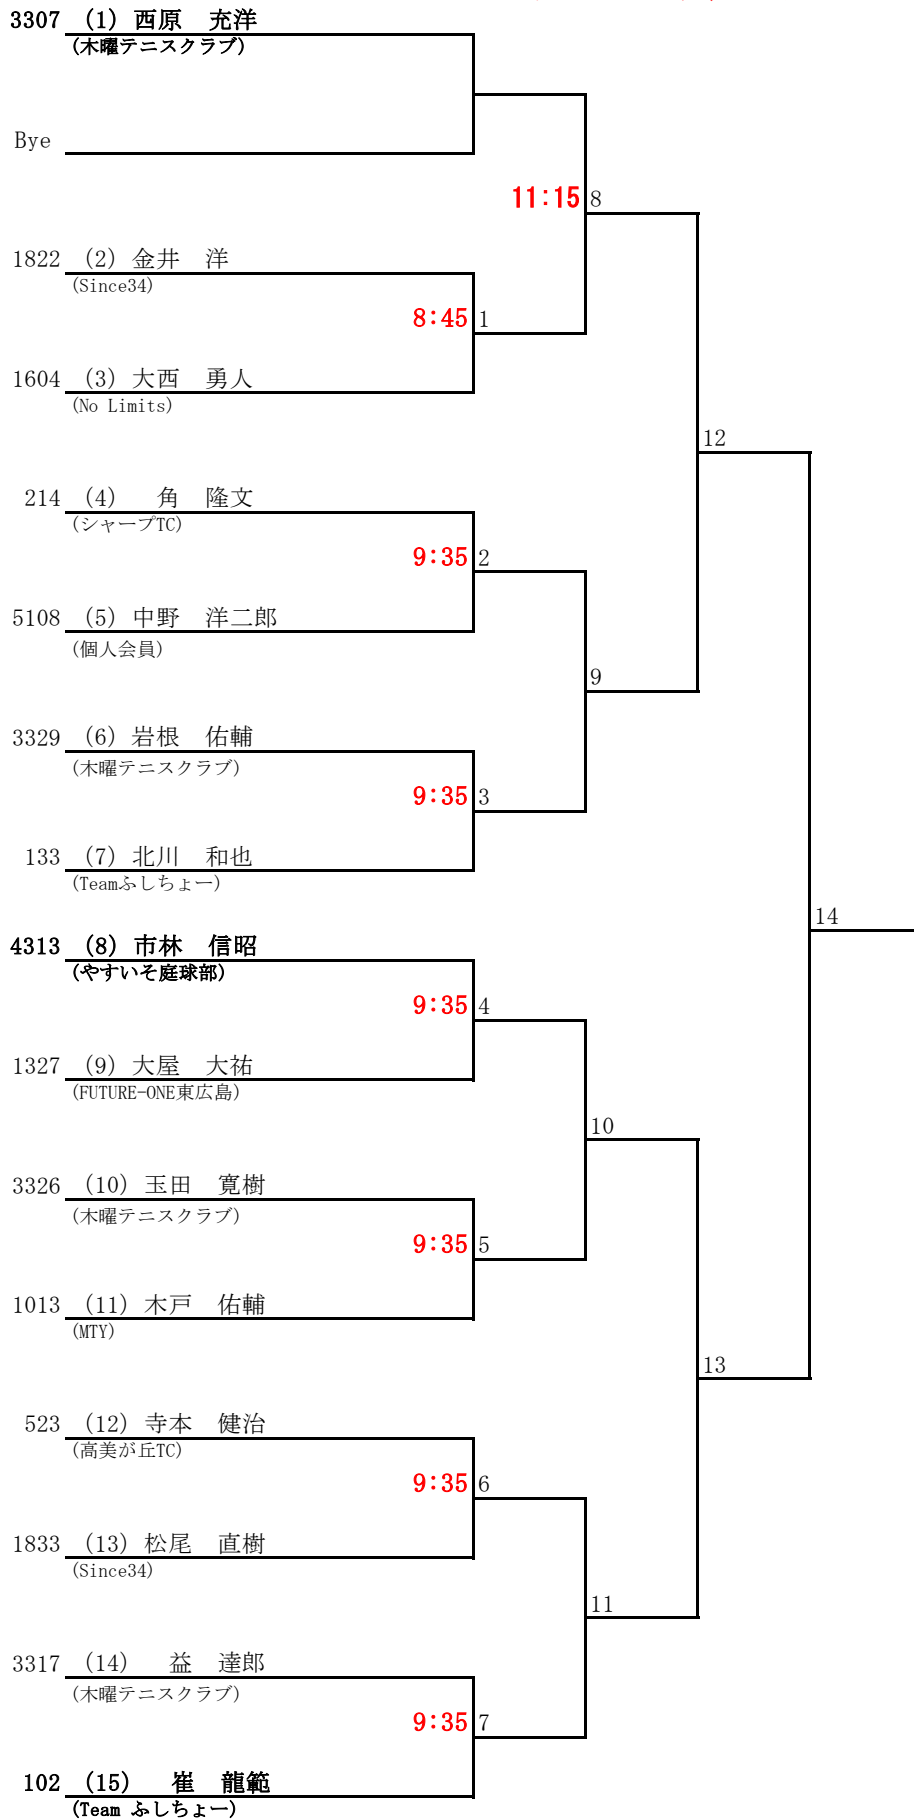 3307 (1) 西原　充洋
(木曜テニスクラブ)
Bye
11:15 8
1822 (2) 金井　洋
(Since34)
8:45 1
1604 (3) 大西　勇人
(No Limits)
12
214 (4)　角　隆文
(シャープTC)
9:35 2
5108 (5) 中野　洋二郎
(個人会員)
9
3329 (6) 岩根　佑輔
(木曜テニスクラブ)
9:35 3
133 (7) 北川　和也
(Teamふしちょー)
14
4313 (8) 市林　信昭
(やすいそ庭球部)
9:35 4
1327 (9) 大屋　大祐
(FUTURE-ONE東広島)
10
3326 (10) 玉田　寛樹
(木曜テニスクラブ)
9:35 5
1013 (11) 木戸　佑輔
(MTY)
13
523 (12) 寺本　健治
(高美が丘TC)
9:35 6
1833 (13) 松尾　直樹
(Since34)
11
3317 (14)　益　達郎
(木曜テニスクラブ)
9:35 7
102 (15)　崔　龍範
(Team ふしちょー)